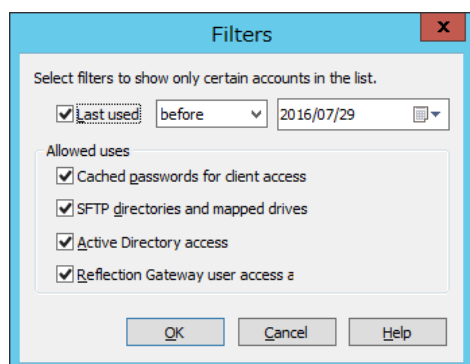 Filters
x
Select filters to show only certain accounts in the list.
Last used before 2016/07/29
Allowed uses
Cached passwords for client access
SFTP directories and mapped drives
Active Directory access
Reflection Gateway user access a
OK Cancel Help